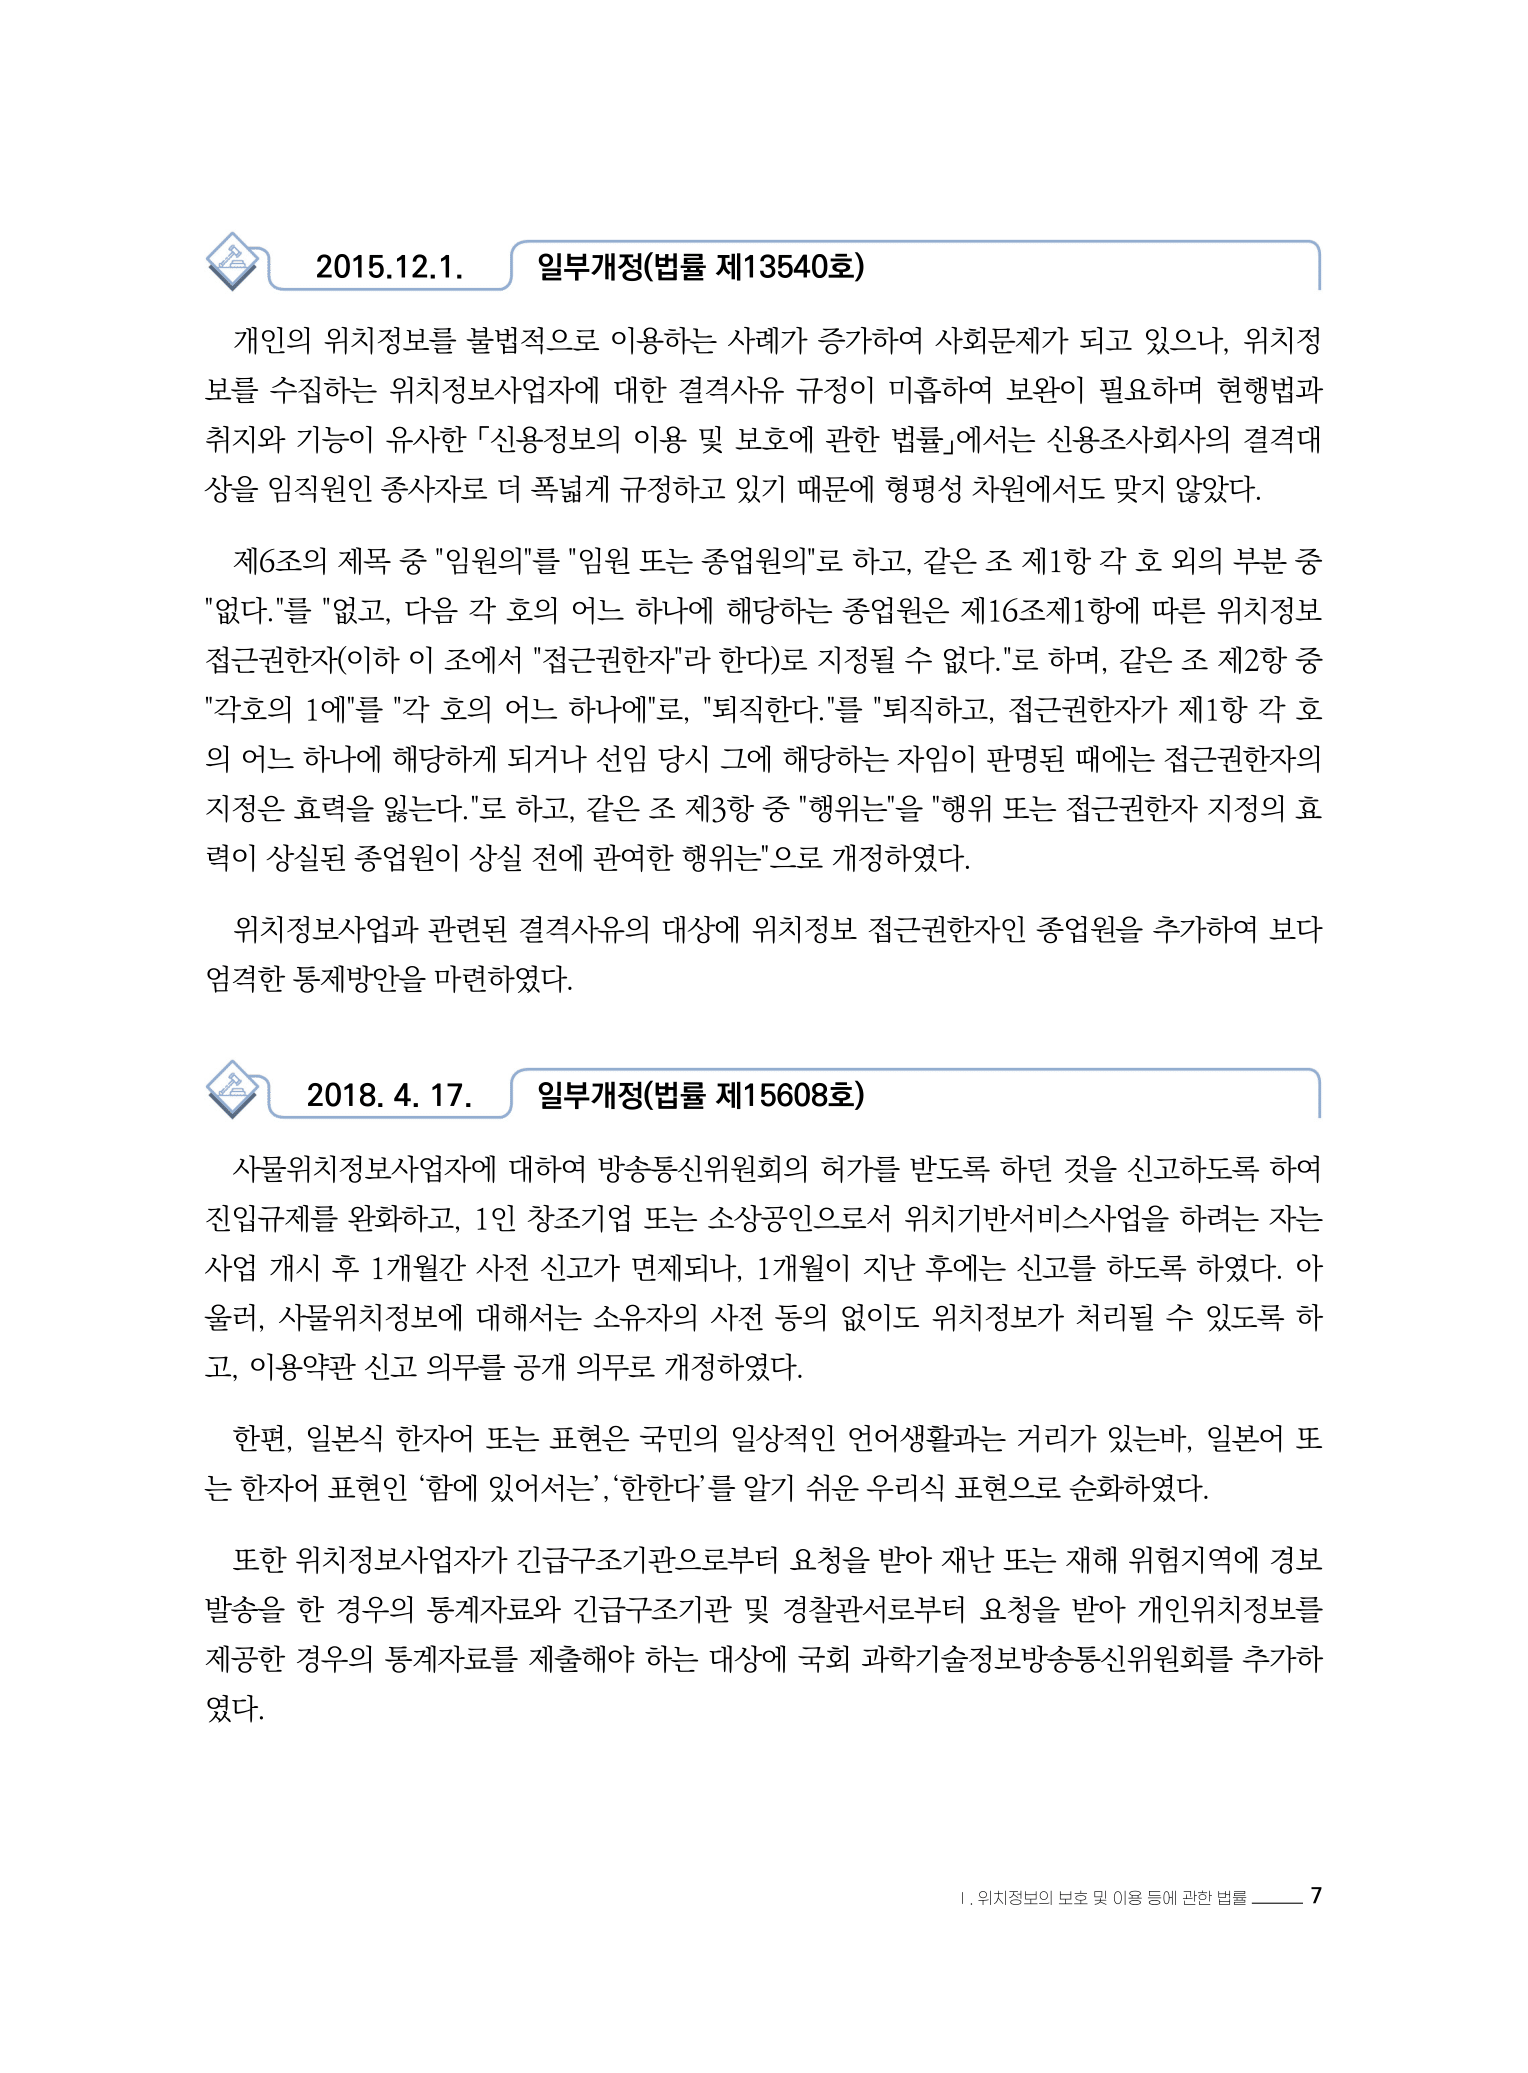 2015.12.1. 일부개정(법률 제13540호)
개인의 위치정보를 불법적으로 이용하는 사례가 증가하여 사회문제가 되고 있으나, 위치정
보를 수집하는 위치정보사업자에 대한 결격사유 규정이 미흡하여 보완이 필요하며 현행법과
취지와 기능이 유사한 ｢신용정보의 이용 및 보호에 관한 법률｣에서는 신용조사회사의 결격대
상을 임직원인 종사자로 더 폭넓게 규정하고 있기 때문에 형평성 차원에서도 맞지 않았다.
제6조의 제목 중 "임원의"를 "임원 또는 종업원의"로 하고, 같은 조 제1항 각 호 외의 부분 중
"없다."를 "없고, 다음 각 호의 어느 하나에 해당하는 종업원은 제16조제1항에 따른 위치정보
접근권한자(이하 이 조에서 "접근권한자"라 한다)로 지정될 수 없다."로 하며, 같은 조 제2항 중
"각호의 1에"를 "각 호의 어느 하나에"로, "퇴직한다."를 "퇴직하고, 접근권한자가 제1항 각 호
의 어느 하나에 해당하게 되거나 선임 당시 그에 해당하는 자임이 판명된 때에는 접근권한자의
지정은 효력을 잃는다."로 하고, 같은 조 제3항 중 "행위는"을 "행위 또는 접근권한자 지정의 효
력이 상실된 종업원이 상실 전에 관여한 행위는"으로 개정하였다.
위치정보사업과 관련된 결격사유의 대상에 위치정보 접근권한자인 종업원을 추가하여 보다
엄격한 통제방안을 마련하였다.
2018. 4. 17. 일부개정(법률 제15608호)
사물위치정보사업자에 대하여 방송통신위원회의 허가를 받도록 하던 것을 신고하도록 하여
진입규제를 완화하고, 1인 창조기업 또는 소상공인으로서 위치기반서비스사업을 하려는 자는
사업 개시 후 1개월간 사전 신고가 면제되나, 1개월이 지난 후에는 신고를 하도록 하였다. 아
울러, 사물위치정보에 대해서는 소유자의 사전 동의 없이도 위치정보가 처리될 수 있도록 하
고, 이용약관 신고 의무를 공개 의무로 개정하였다.
한편, 일본식 한자어 또는 표현은 국민의 일상적인 언어생활과는 거리가 있는바, 일본어 또
는 한자어 표현인 ‘함에 있어서는’,‘한한다’를 알기 쉬운 우리식 표현으로 순화하였다.
또한 위치정보사업자가 긴급구조기관으로부터 요청을 받아 재난 또는 재해 위험지역에 경보
발송을 한 경우의 통계자료와 긴급구조기관 및 경찰관서로부터 요청을 받아 개인위치정보를
제공한 경우의 통계자료를 제출해야 하는 대상에 국회 과학기술정보방송통신위원회를 추가하
였다.
Ⅰ. 위치정보의 보호 및 이용 등에 관한 법률 7